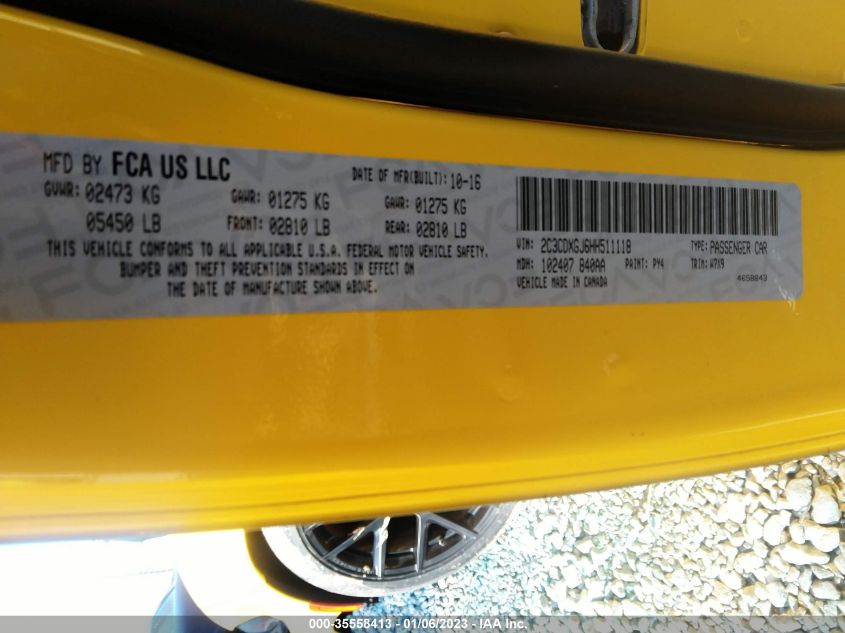 MFD BY FCA US LLC DATE OF MFR(BUILT): 10-16
GVWR: 02473 KG GAWR: 01275 KG GAWR: 01275 KG
05450 LB FRONT: 02810 LB REAR: 02810 LB
THIS VEHICLE CONFORMS TO ALL APPLICABLE U.S.A. FEDERAL MOTOR VEHICLE SAFETY,
BUMPER AND THEFT PREVENTION STANDARDS IN EFFECT ON
THE DATE OF MANUFACTURE SHOWN ABOVE.
VIN: 2C3CDXGJ6HH511118 TYPE: PASSENGER CAR
MDH: 102407 840AA PAINT: PY4 TRIM: W7X9
VEHICLE MADE IN CANADA 4658843
000-35558413 - 01/06/2023 - IAA Inc.